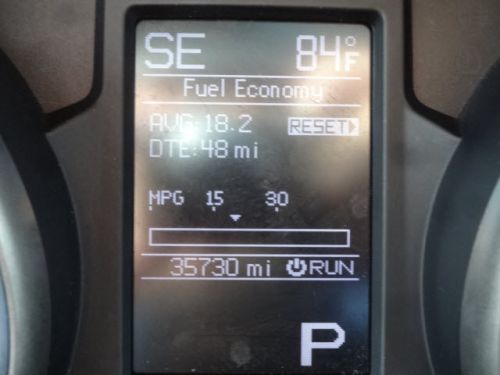 SE 84°F
Fuel Economy
AVG:18.2 RESET
DTE:48 mi
MPG 15 30
35730 mi RUN
P